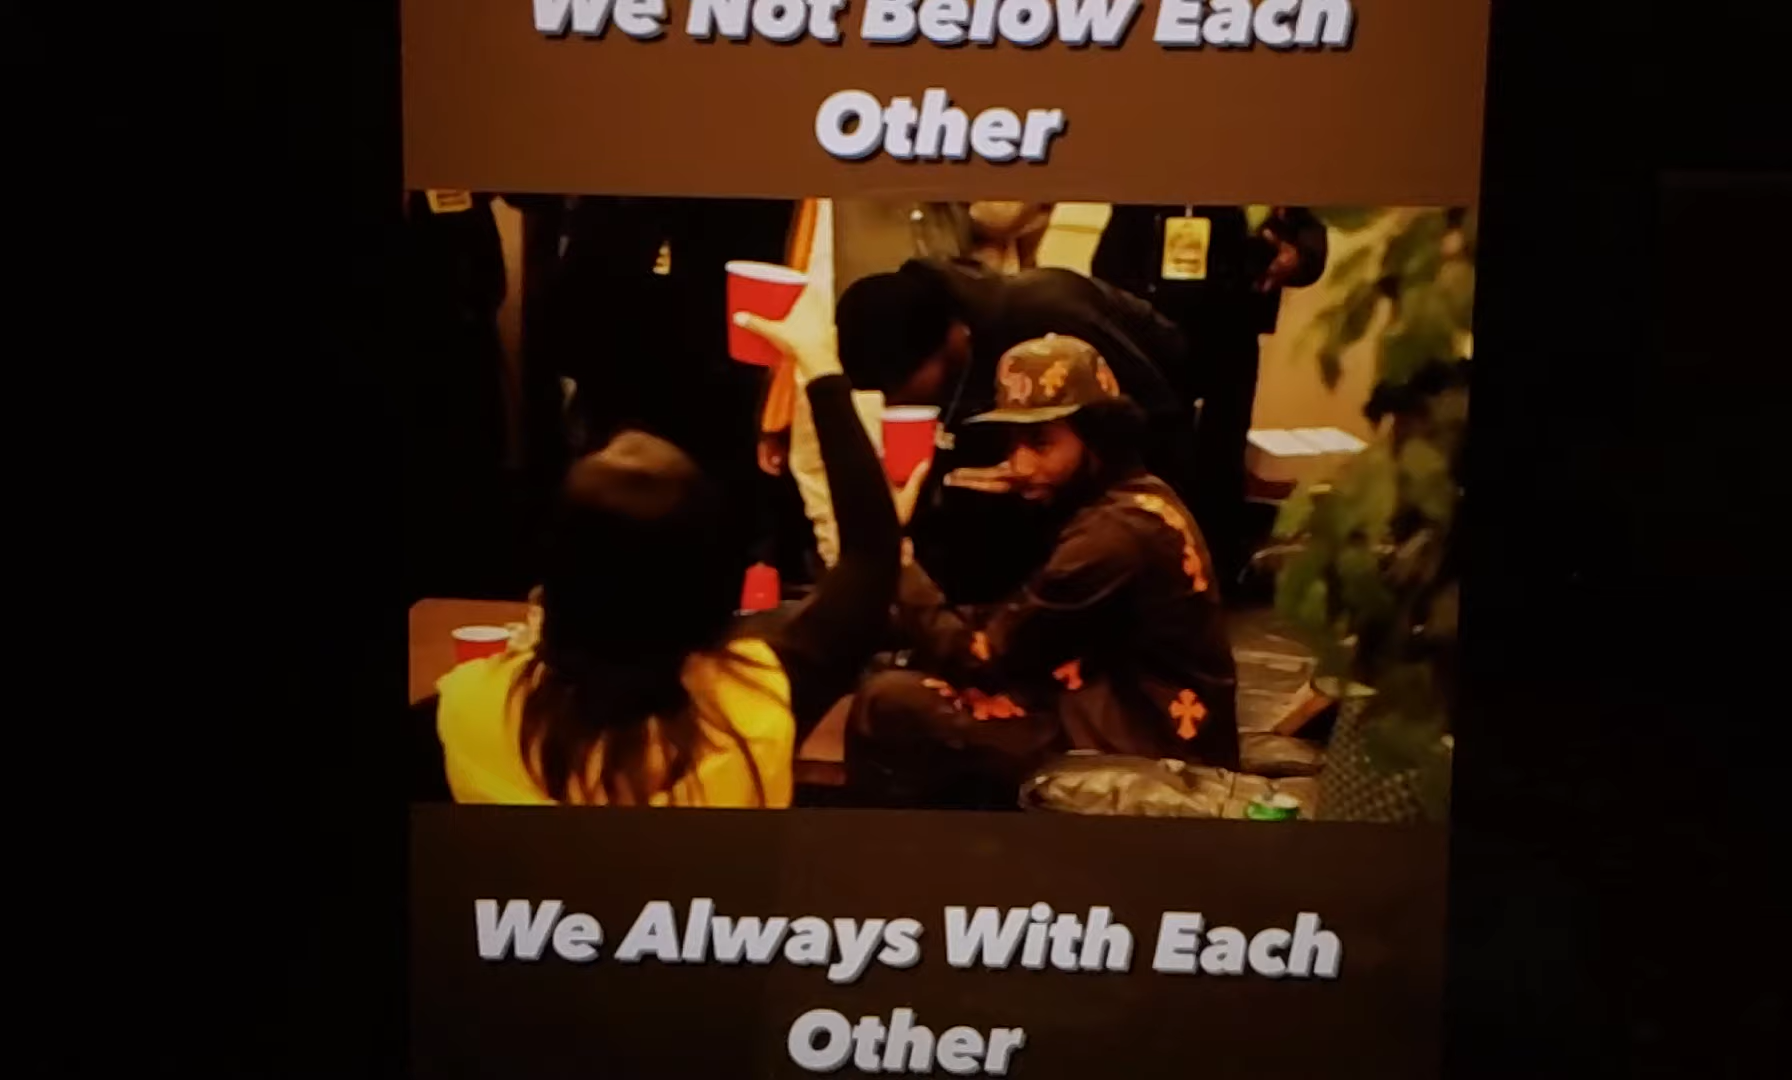 We Not Below Each
Other
We Always With Each
Other